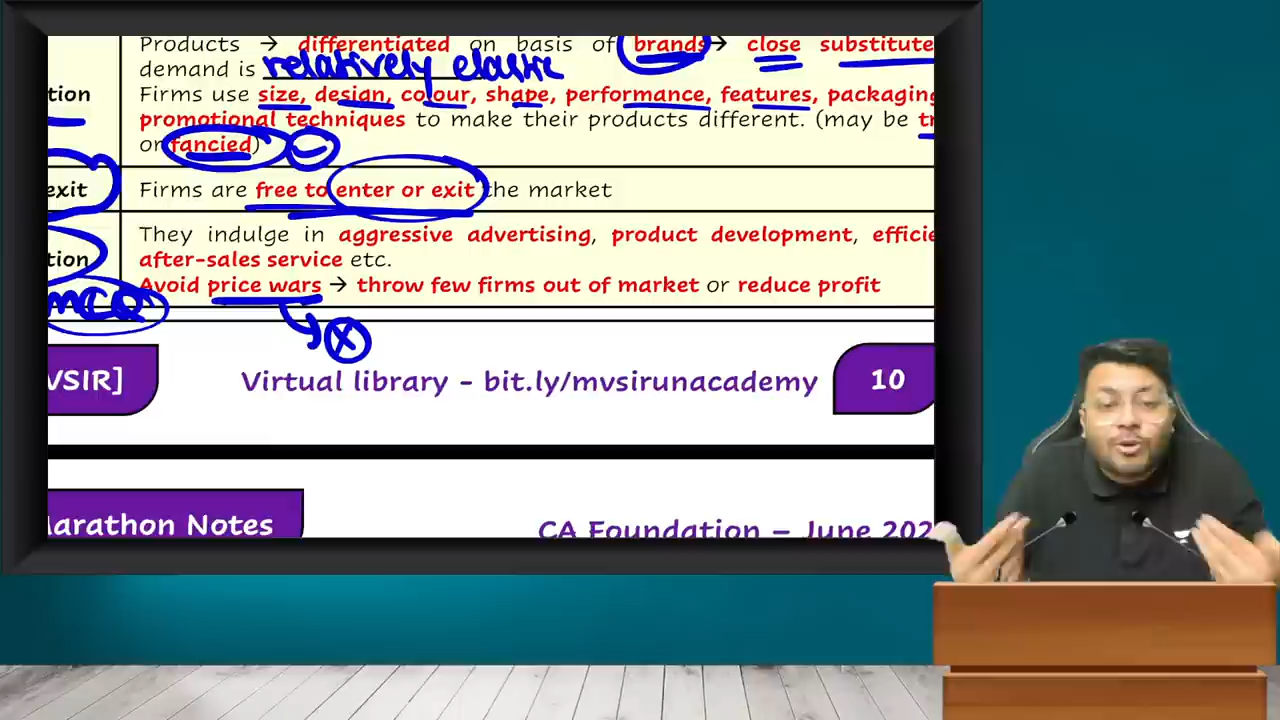 Products → differentiated on basis of brands → close substitute
demand is relatively elastic
tion
Firms use size, design, colour, shape, performance, features, packaging
promotional techniques to make their products different. (may be tr
or fancied)
exit
Firms are free to enter or exit the market
They indulge in aggressive advertising, product development, efficie
tion
after-sales service etc.
Avoid price wars → throw few firms out of market or reduce profit
MCQ
X
VSIR]
Virtual library - bit.ly/mvsirunacademy
10
Marathon Notes
CA Foundation – June 202